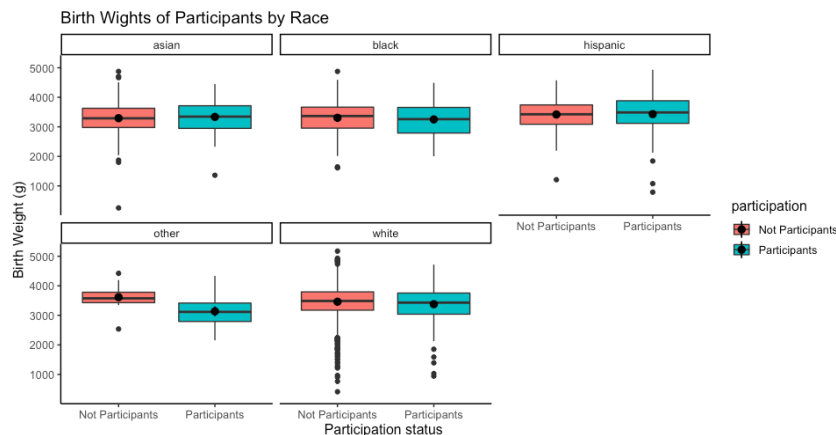 Birth Wights of Participants by Race
asian
black
hispanic
5000
4000
3000
2000
1000
Not Participants
Participants
other
white
5000
4000
3000
2000
1000
Not Participants
Participants
Not Participants
Participants
Birth Weight (g)
Participation status
participation
Not Participants
Participants